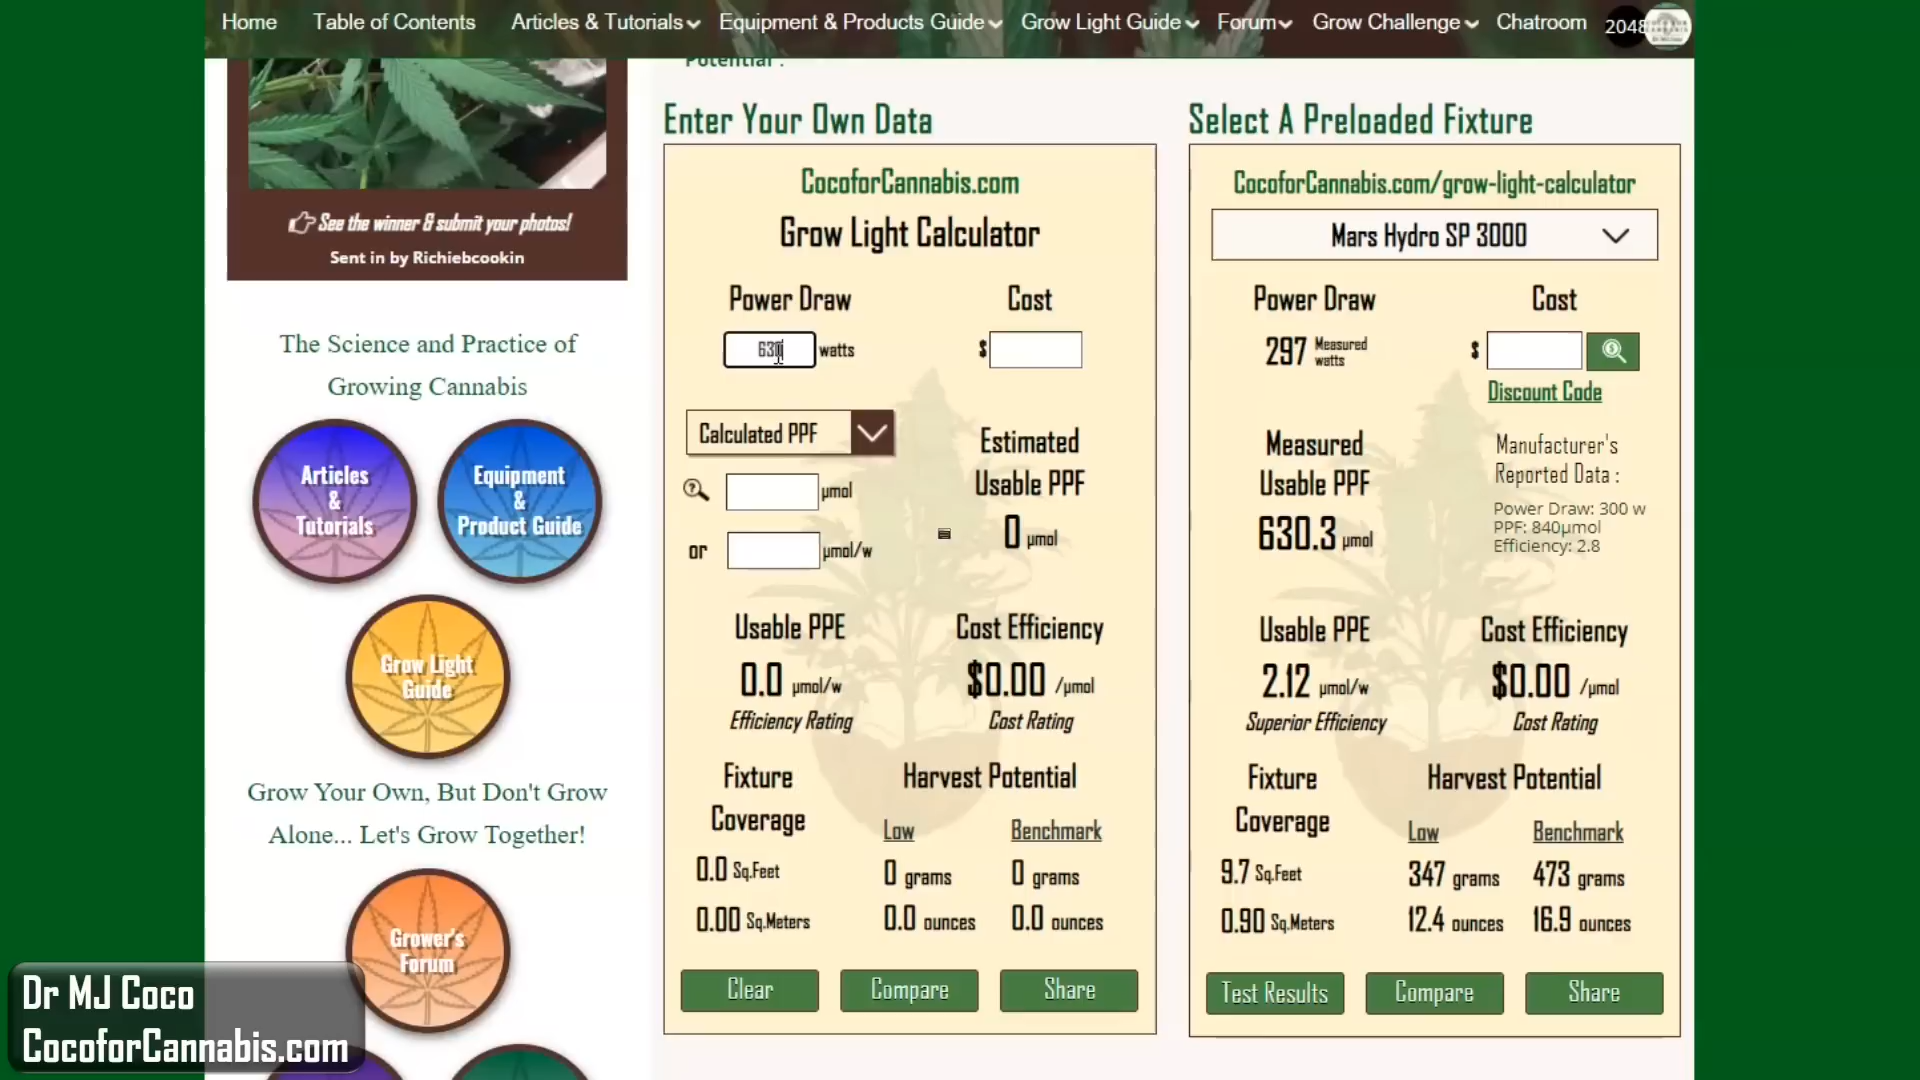 Home
Table of Contents
Articles & Tutorials
Equipment & Products Guide
Grow Light Guide
Forum
Grow Challenge
Chatroom
2048
Potential :
See the winner & submit your photos!
Sent in by Richiebcookin
The Science and Practice of
Growing Cannabis
Articles
&
Tutorials
Equipment
&
Product Guide
Grow Light
Guide
Grow Your Own, But Don't Grow
Alone... Let's Grow Together!
Grower's
Forum
Dr MJ Coco
CocoforCannabis.com
Enter Your Own Data
CocoforCannabis.com
Grow Light Calculator
Power Draw
Cost
watts
$
Calculated PPF
Estimated
Usable PPF
µmol
0 µmol
or
µmol/w
Usable PPE
Cost Efficiency
0.0 µmol/w
$0.00 /µmol
Efficiency Rating
Cost Rating
Fixture
Coverage
Harvest Potential
Low
Benchmark
0.0 Sq.Feet
0 grams
0 grams
0.00 Sq.Meters
0.0 ounces
0.0 ounces
Clear
Compare
Share
Select A Preloaded Fixture
CocoforCannabis.com/grow-light-calculator
Mars Hydro SP 3000
Power Draw
Cost
297 Measured watts
$
Discount Code
Measured
Usable PPF
630.3 µmol
Manufacturer's
Reported Data :
Power Draw: 300 w
PPF: 840µmol
Efficiency: 2.8
Usable PPE
Cost Efficiency
2.12 µmol/w
$0.00 /µmol
Superior Efficiency
Cost Rating
Fixture
Coverage
Harvest Potential
Low
Benchmark
9.7 Sq.Feet
347 grams
473 grams
0.90 Sq.Meters
12.4 ounces
16.9 ounces
Test Results
Compare
Share